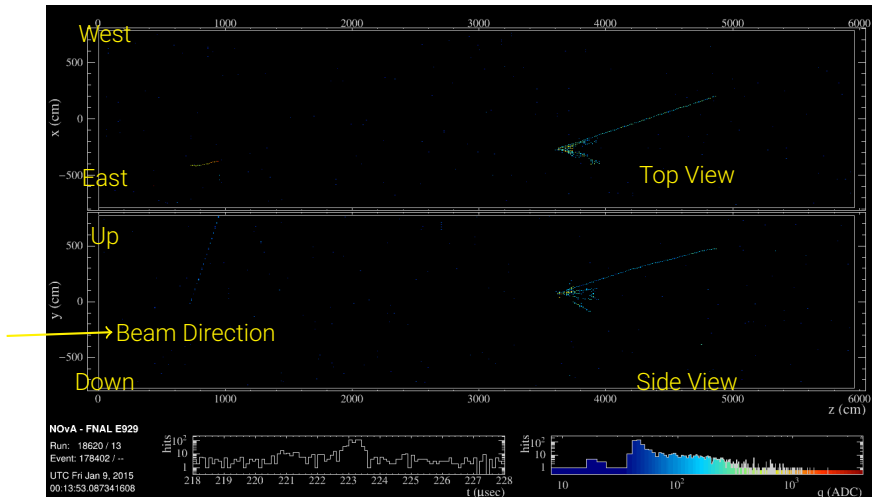 0 1000 2000 3000 4000 5000 6000
West
500
x (cm)
0
−500
East
Top View
Up
500
y (cm)
0
Beam Direction
−500
Down
Side View
0 1000 2000 3000 4000 5000 6000
z (cm)
NOvA - FNAL E929
Run: 18620 / 13
Event: 178402 / --
UTC Fri Jan 9, 2015
00:13:53.087341608
hits
10²
10
1
218 219 220 221 222 223 224 225 226 227 228
t (μsec)
hits
10²
10
1
10 10² 10³
q (ADC)